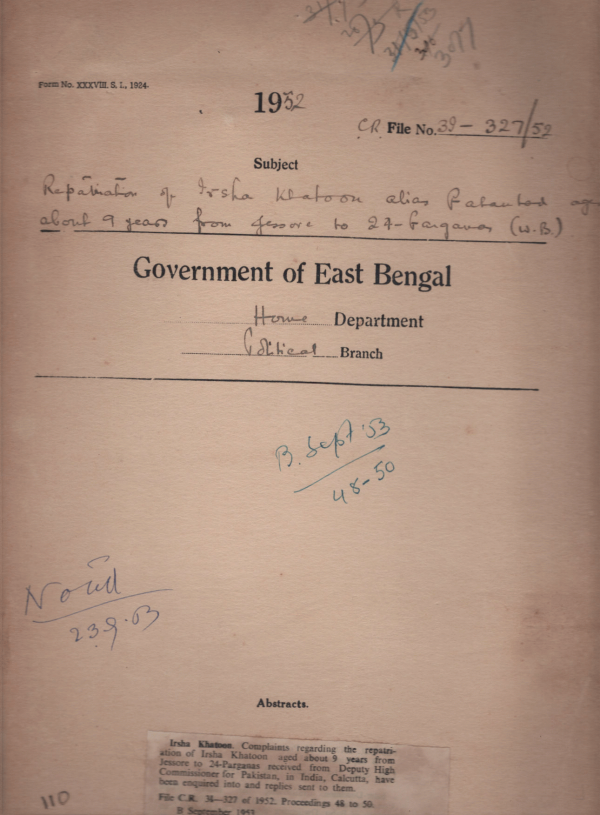 Form No. XXXVIII. S. I., 1934.
1952
C.R. File No. 39-327/52
Subject
Repatriation of Irsha Khatoon alias
about 9 years from Jessore to 24-Parganas (W.B.)
Government of East Bengal
Home Department
Political Branch
B. Sept '53
48-50
Noted
23.9.53
Abstracts.
Irsha Khatoon. Complaints regarding the repatri-
ation of Irsha Khatoon aged about 9 years from
Jessore to 24-Parganas received from Deputy High
Commissioner for Pakistan, in India, Calcutta, have
been enquired into and replies sent to them.
File C.R. 3I—327 of 1952. Proceedings 48 to 50.
B September 1953
110